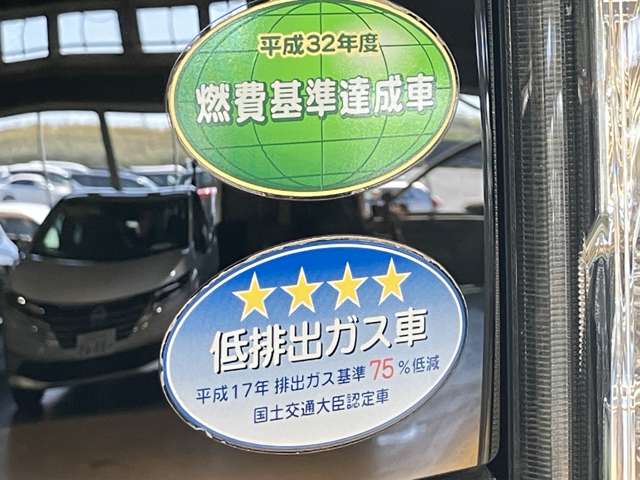 平成32年度
燃費基準達成車
低排出ガス車
平成17年 排出ガス基準75%低減
国土交通大臣認定車